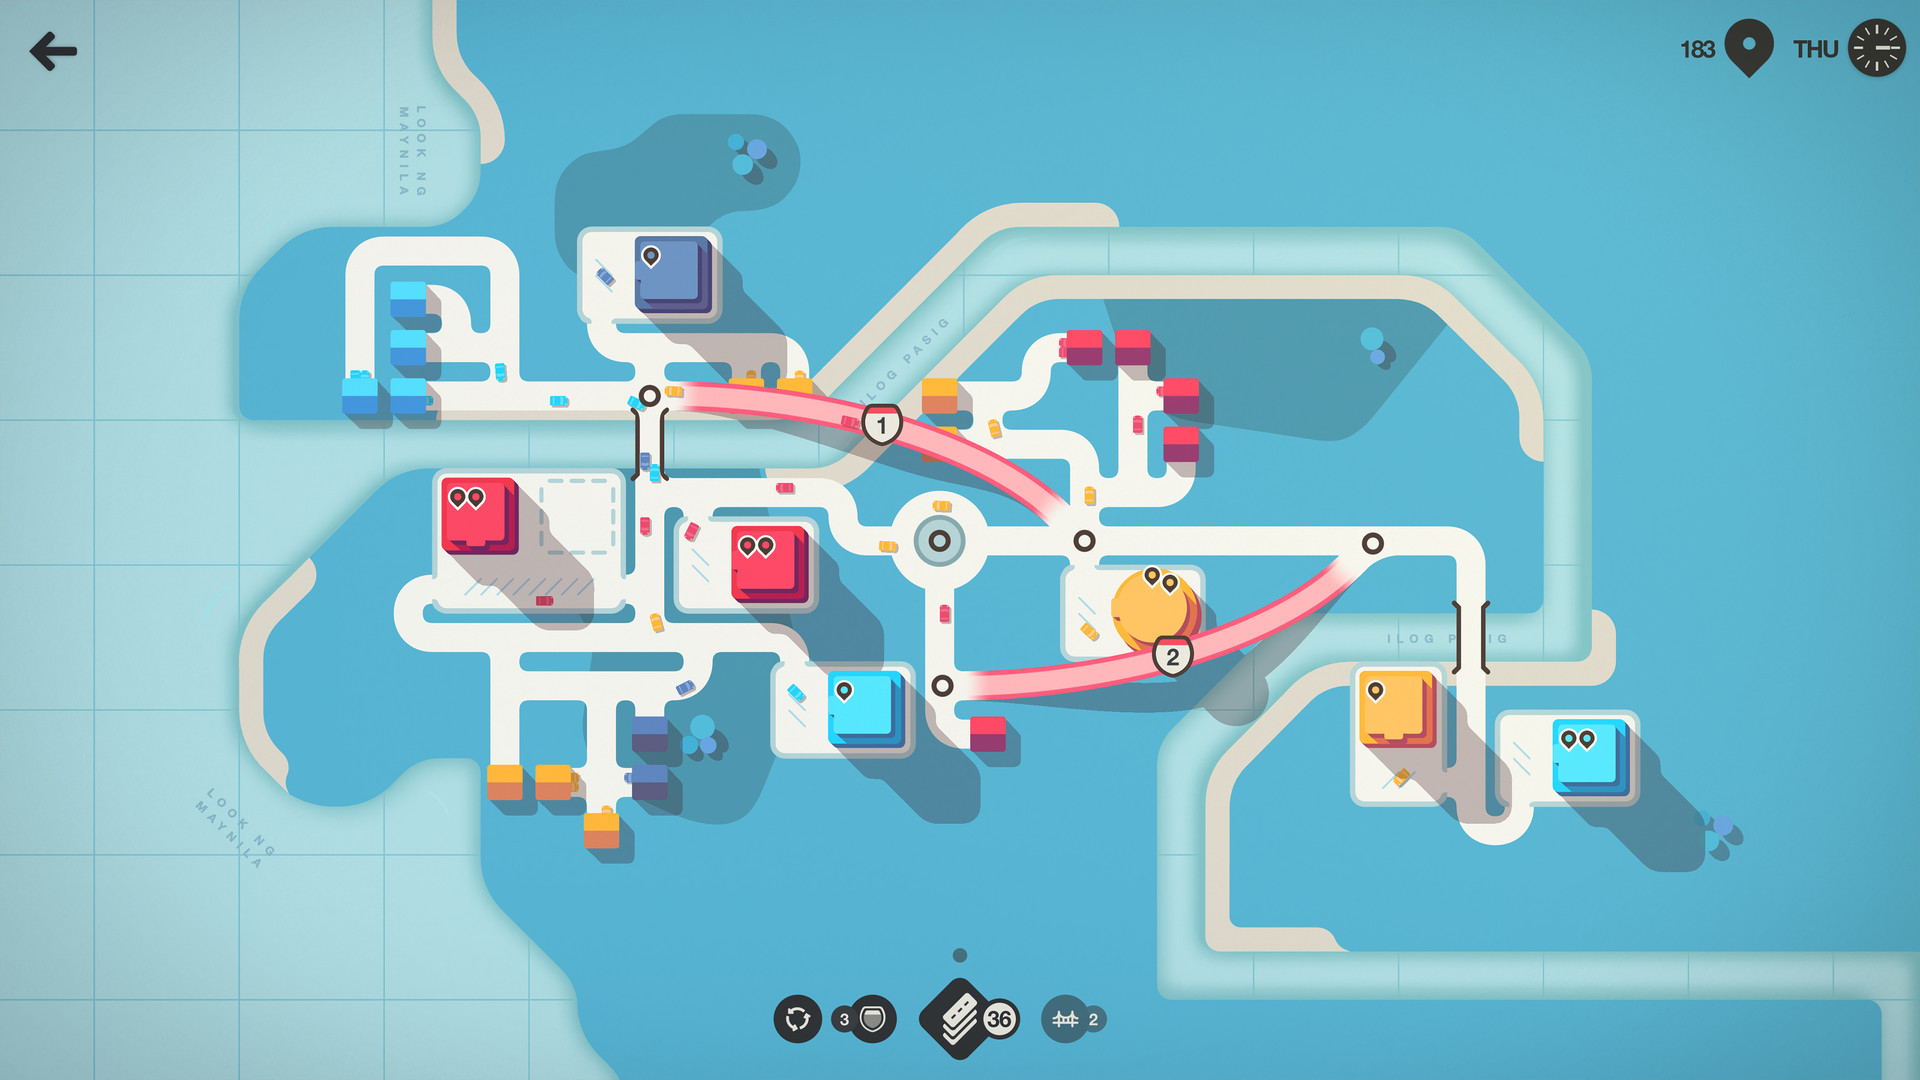 183
THU
LOOK NG
MAYNILA
ILOG PASIG
1
2
ILOG P IG
LOOK NG
MAYNILA
3
36
2